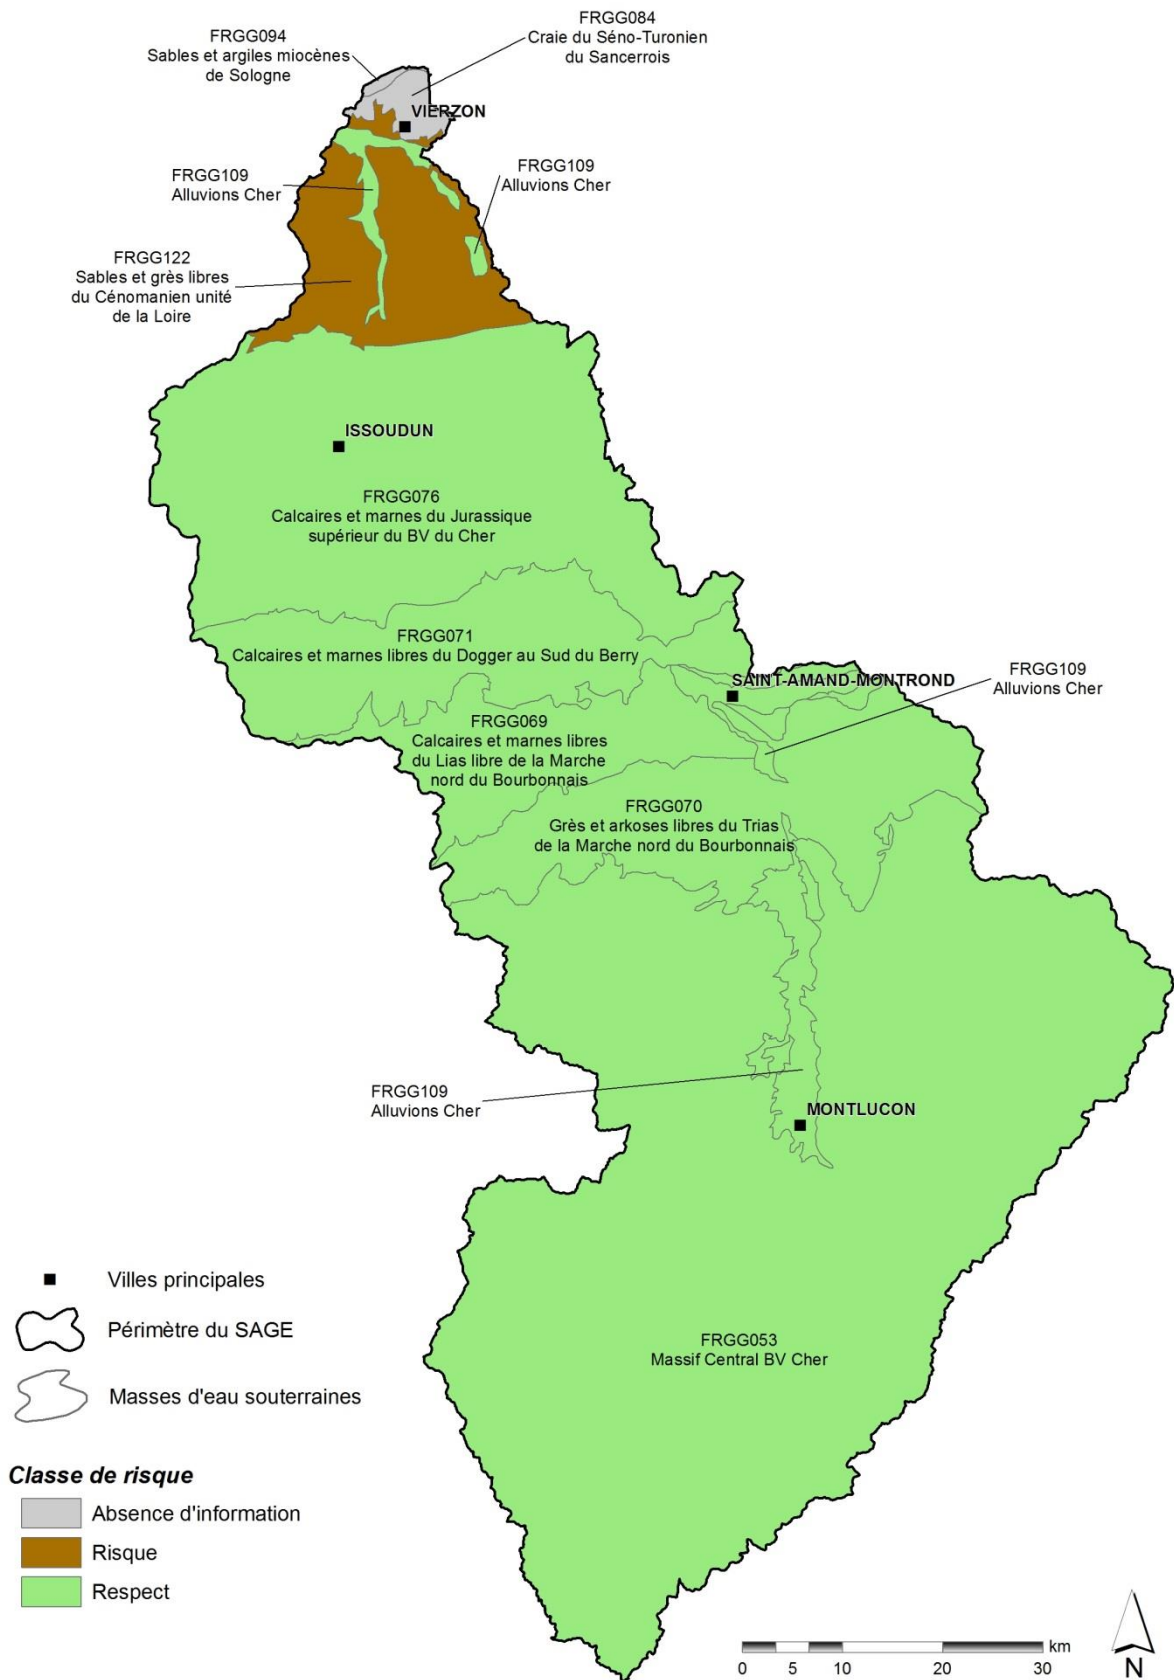 FRGG084
Craie du Séno-Turonien
du Sancerrois
FRGG094
Sables et argiles miocènes
de Sologne
VIERZON
FRGG109
Alluvions Cher
FRGG109
Alluvions Cher
FRGG122
Sables et grès libres
du Cénomanien unité
de la Loire
ISSOUDUN
FRGG076
Calcaires et marnes du Jurassique
supérieur du BV du Cher
FRGG071
Calcaires et marnes libres du Dogger au Sud du Berry
SAINT-AMAND-MONTROND
FRGG109
Alluvions Cher
FRGG069
Calcaires et marnes libres
du Lias libre de la Marche
nord du Bourbonnais
FRGG070
Grès et arkoses libres du Trias
de la Marche nord du Bourbonnais
FRGG109
Alluvions Cher
MONTLUCON
FRGG053
Massif Central BV Cher
Villes principales
Périmètre du SAGE
Masses d'eau souterraines
Classe de risque
Absence d'information
Risque
Respect
km
0 5 10 20 30
N